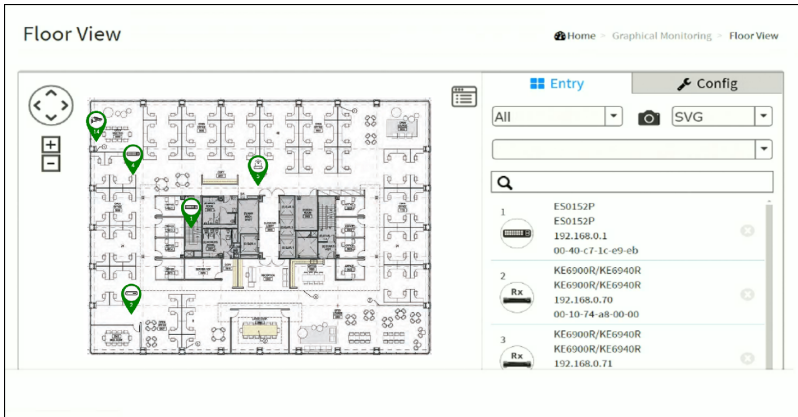 Floor View
Home > Graphical Monitoring > Floor View
Entry
Config
All
SVG
1
ES0152P
ES0152P
192.168.0.1
00-40-c7-1c-e9-eb
2
KE6900R/KE6940R
Rx
KE6900R/KE6940R
192.168.0.70
00-10-74-a8-00-00
3
KE6900R/KE6940R
Rx
KE6900R/KE6940R
192.168.0.71